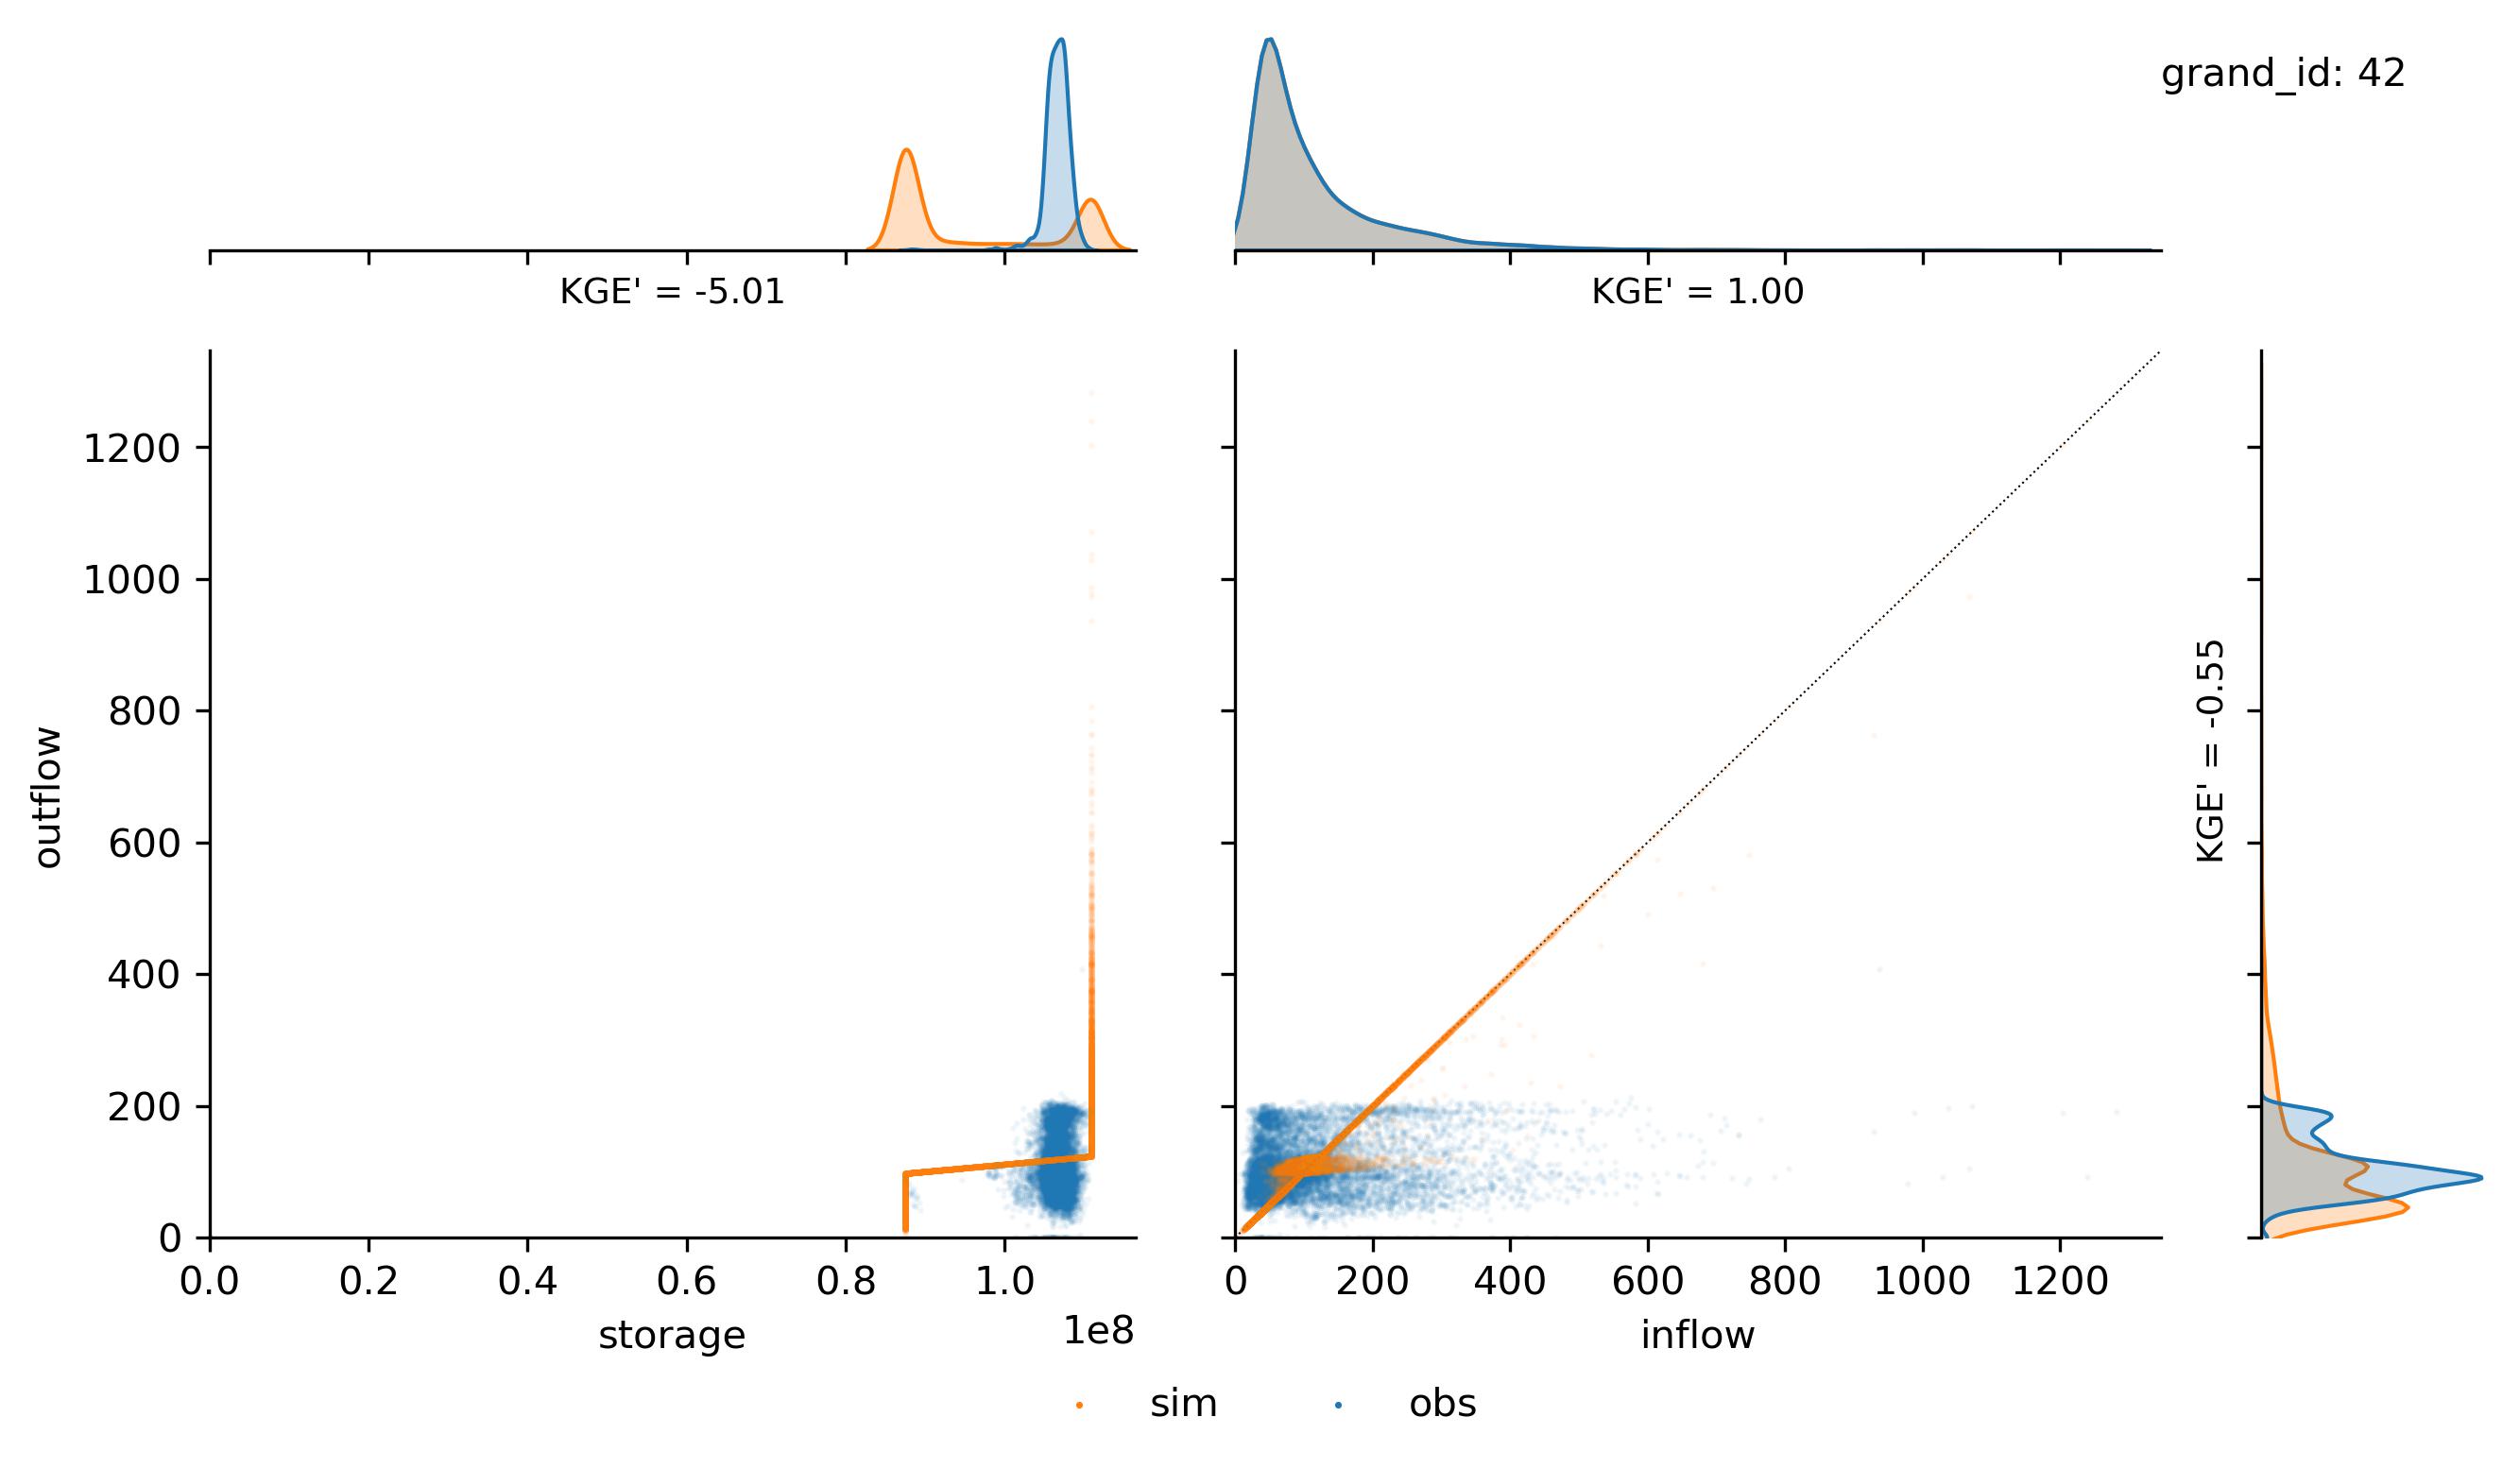 grand_id: 42
KGE' = -5.01
KGE' = 1.00
outflow
1200
1000
800
600
400
200
0
KGE' = -0.55
0.0 0.2 0.4 0.6 0.8 1.0
storage
1e8
0 200 400 600 800 1000 1200
inflow
sim obs